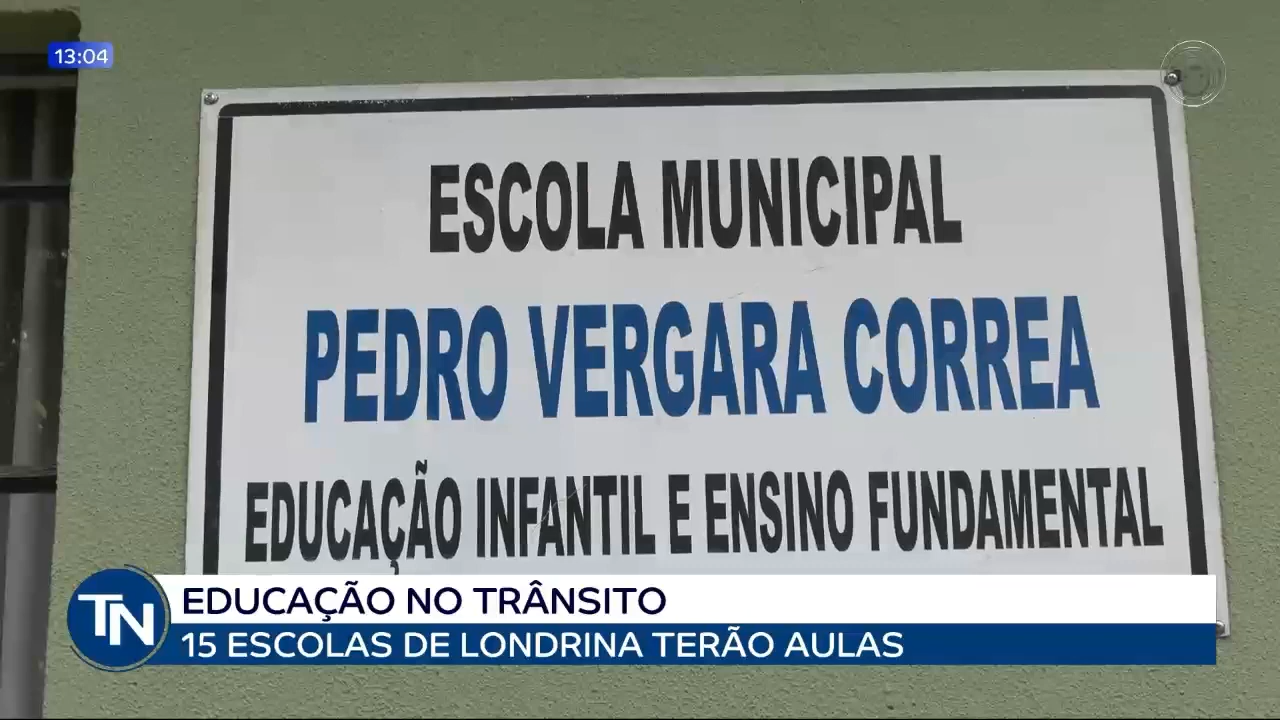 13:04
ESCOLA MUNICIPAL
PEDRO VERGARA CORREA
EDUCAÇÃO INFANTIL E ENSINO FUNDAMENTAL
TN
EDUCAÇÃO NO TRÂNSITO
15 ESCOLAS DE LONDRINA TERÃO AULAS